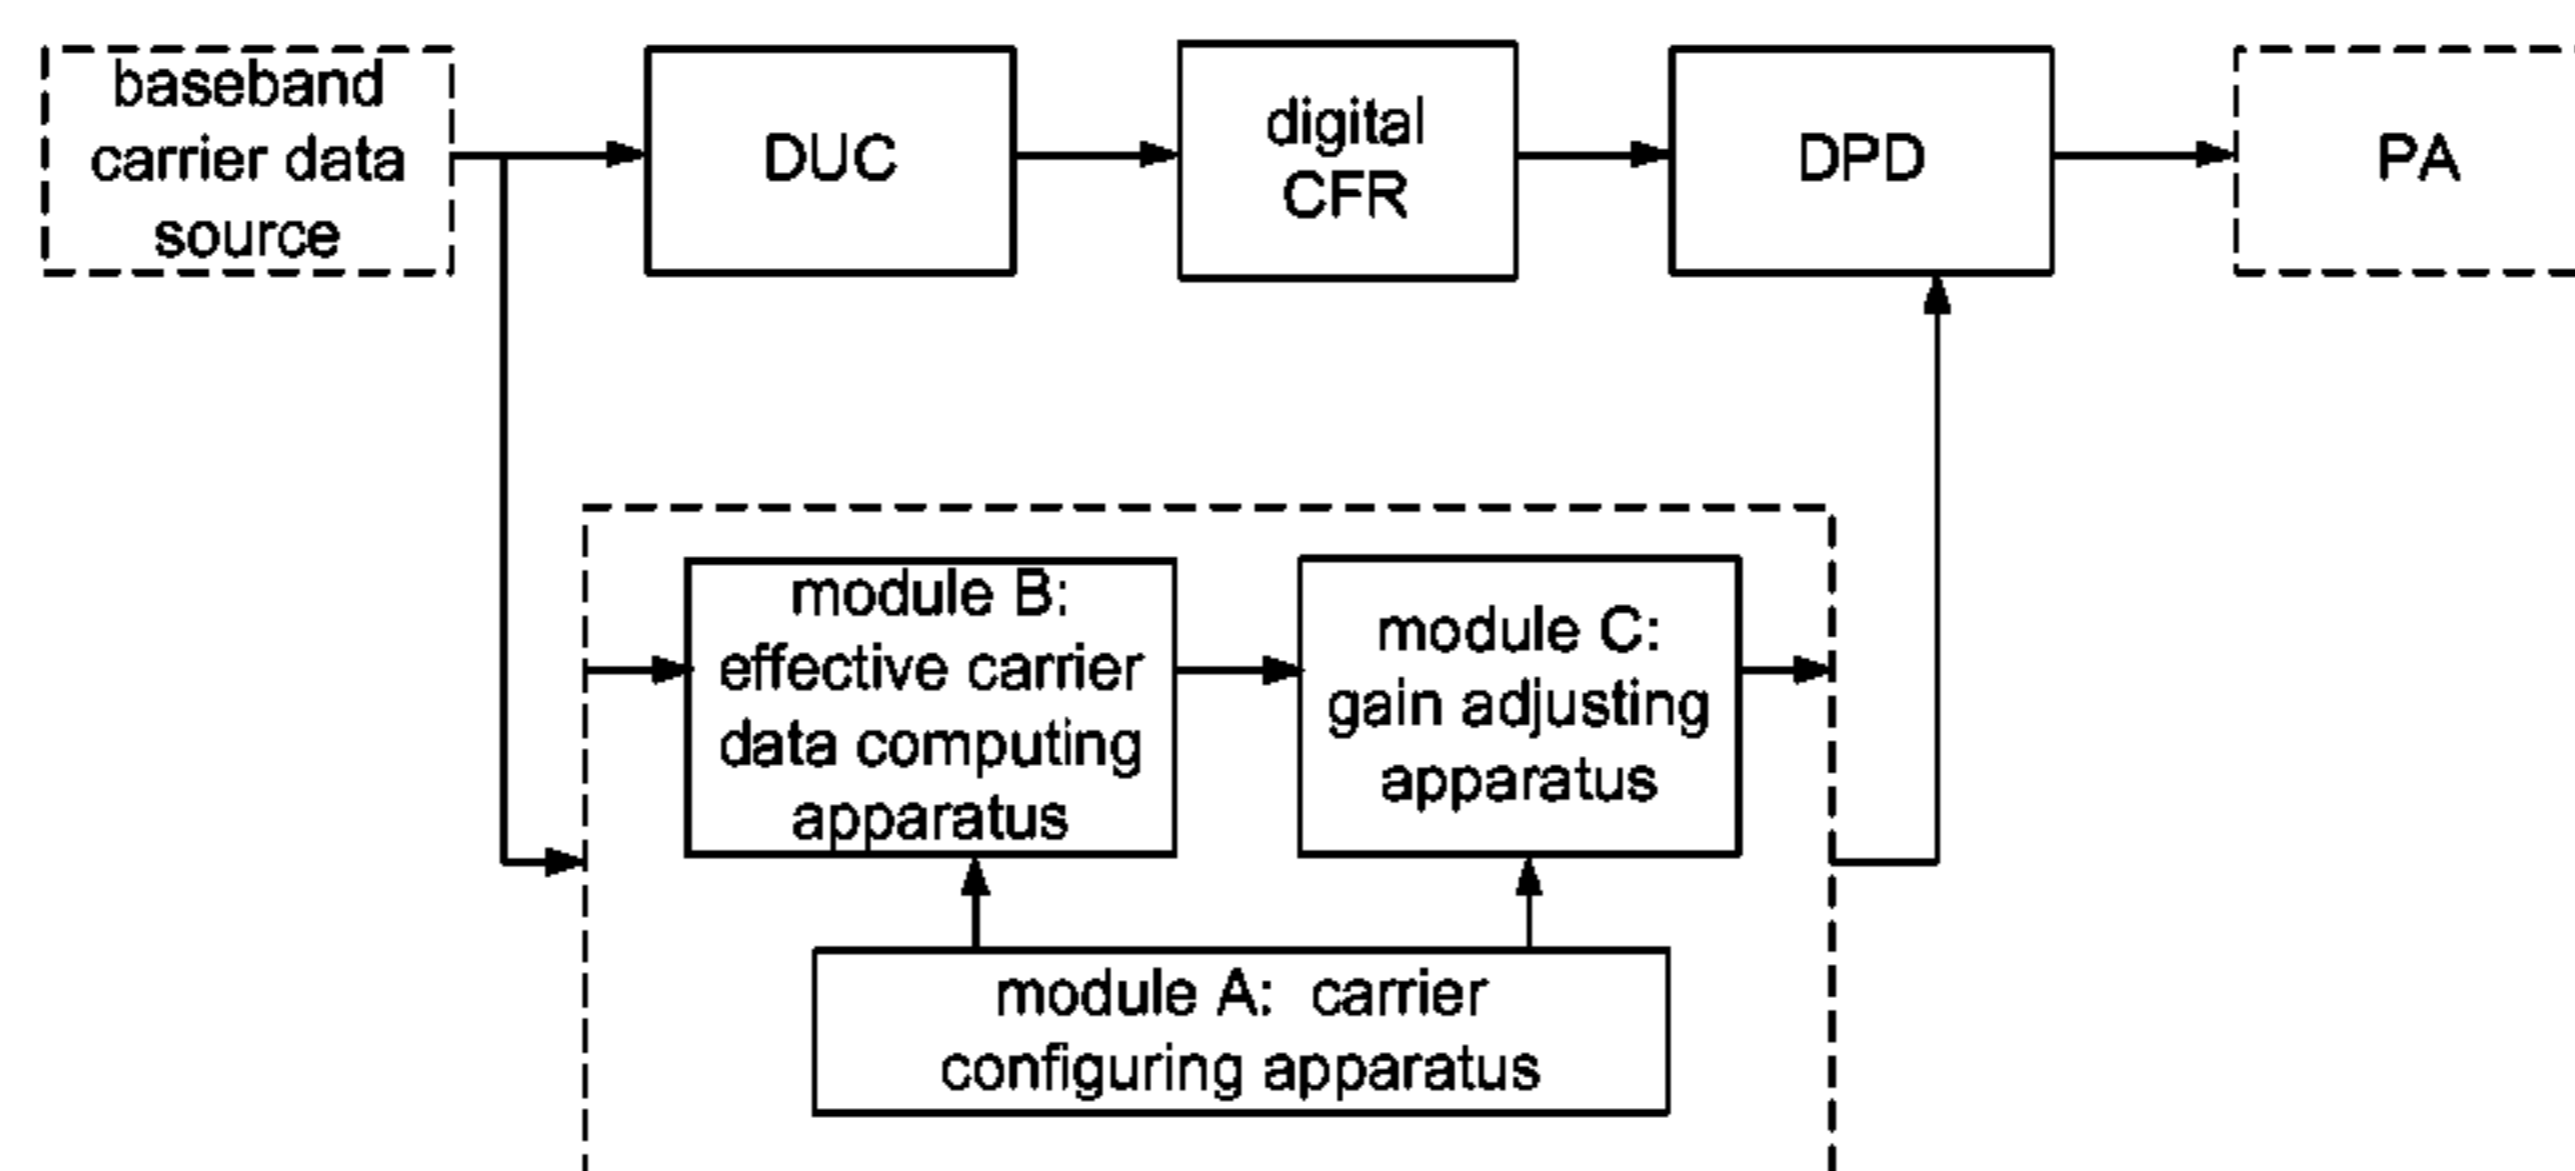 baseband
carrier data
source
DUC
digital
CFR
DPD
PA
module B:
effective carrier
data computing
apparatus
module C:
gain adjusting
apparatus
module A: carrier
configuring apparatus